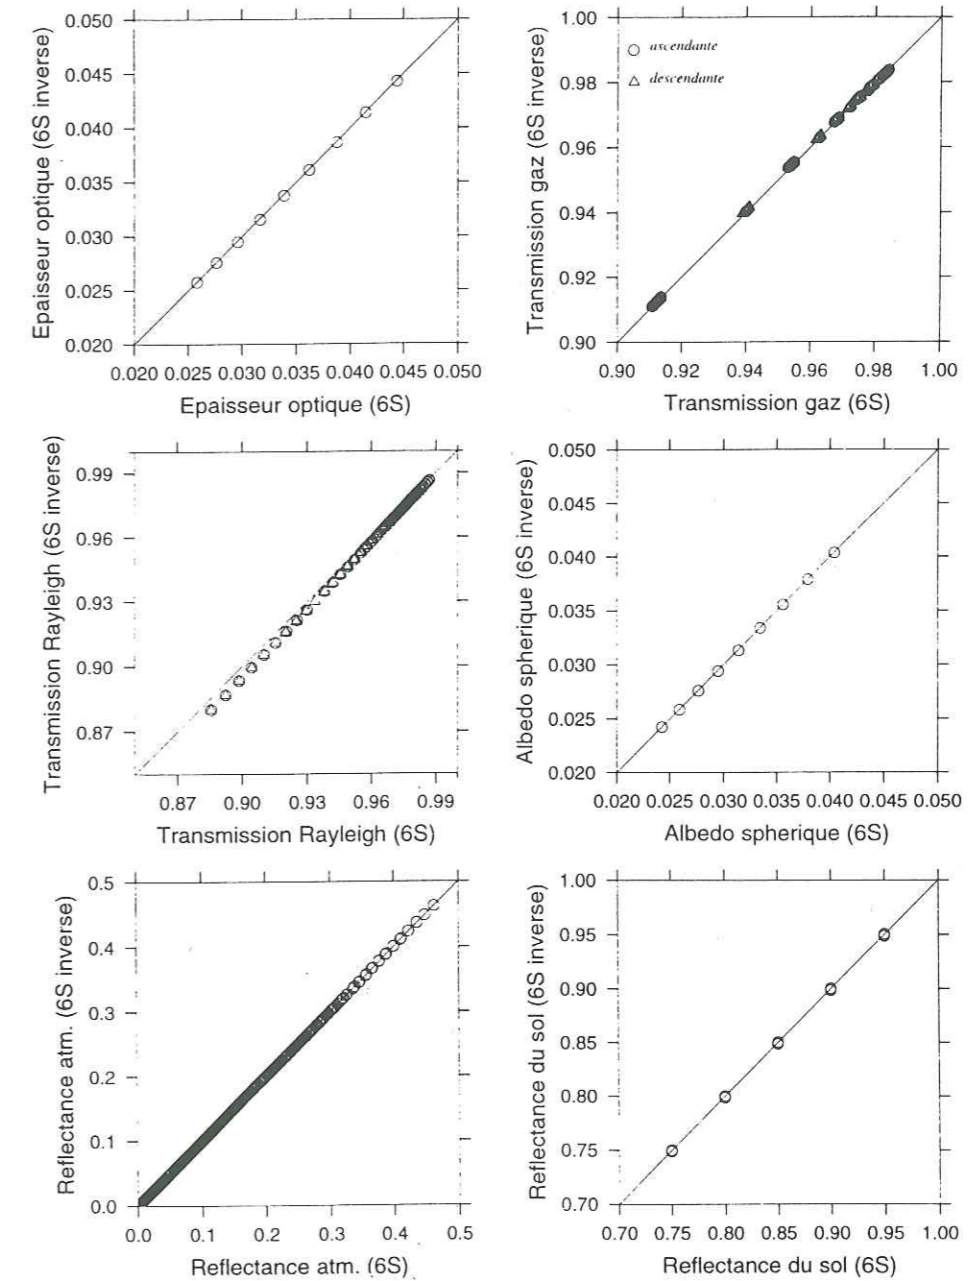 0.050
0.045
0.040
0.035
0.030
0.025
0.020
Epaisseur optique (6S inverse)
0.020 0.025 0.030 0.035 0.040 0.045 0.050
Epaisseur optique (6S)
1.00
0.98
0.96
0.94
0.92
0.90
Transmission gaz (6S inverse)
ascendante
descendante
0.90 0.92 0.94 0.96 0.98 1.00
Transmission gaz (6S)
0.99
0.96
0.93
0.90
0.87
Transmission Rayleigh (6S inverse)
0.87 0.90 0.93 0.96 0.99
Transmission Rayleigh (6S)
0.050
0.045
0.040
0.035
0.030
0.025
0.020
Albedo spherique (6S inverse)
0.020 0.025 0.030 0.035 0.040 0.045 0.050
Albedo spherique (6S)
0.5
0.4
0.3
0.2
0.1
0.0
Reflectance atm. (6S inverse)
0.0 0.1 0.2 0.3 0.4 0.5
Reflectance atm. (6S)
1.00
0.95
0.90
0.85
0.80
0.75
0.70
Reflectance du sol (6S inverse)
0.70 0.75 0.80 0.85 0.90 0.95 1.00
Reflectance du sol (6S)